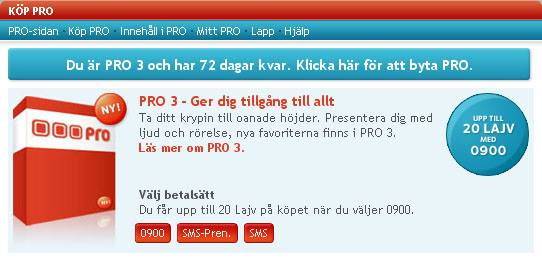 KÖP PRO
PRO-sidan · Köp PRO · Innehåll i PRO · Mitt PRO · Lapp · Hjälp
Du är PRO 3 och har 72 dagar kvar. Klicka här för att byta PRO.
NY!
PRO
PRO 3 - Ger dig tillgång till allt
Ta ditt krypin till oanade höjder. Presentera dig med
ljud och rörelse, nya favoriterna finns i PRO 3.
Läs mer om PRO 3.
UPP TILL
20 LAJV
MED
0900
Välj betalsätt
Du får upp till 20 Lajv på köpet när du väljer 0900.
0900 SMS-Pren. SMS